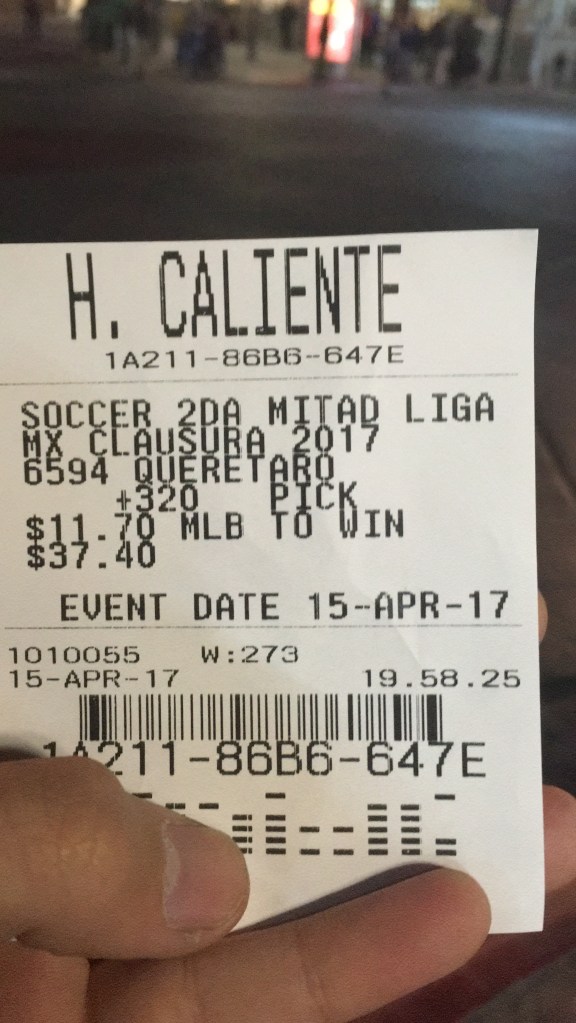 H. CALIENTE
1A211-86B6-647E
SOCCER 2DA MITAD LIGA
MX CLAUSURA 2017
6594 QUERETARO
+320 PICK
$11.70 MLB TO WIN
$37.40
EVENT DATE 15-APR-17
1010055 W:273
15-APR-17 19.58.25
1A211-86B6-647E